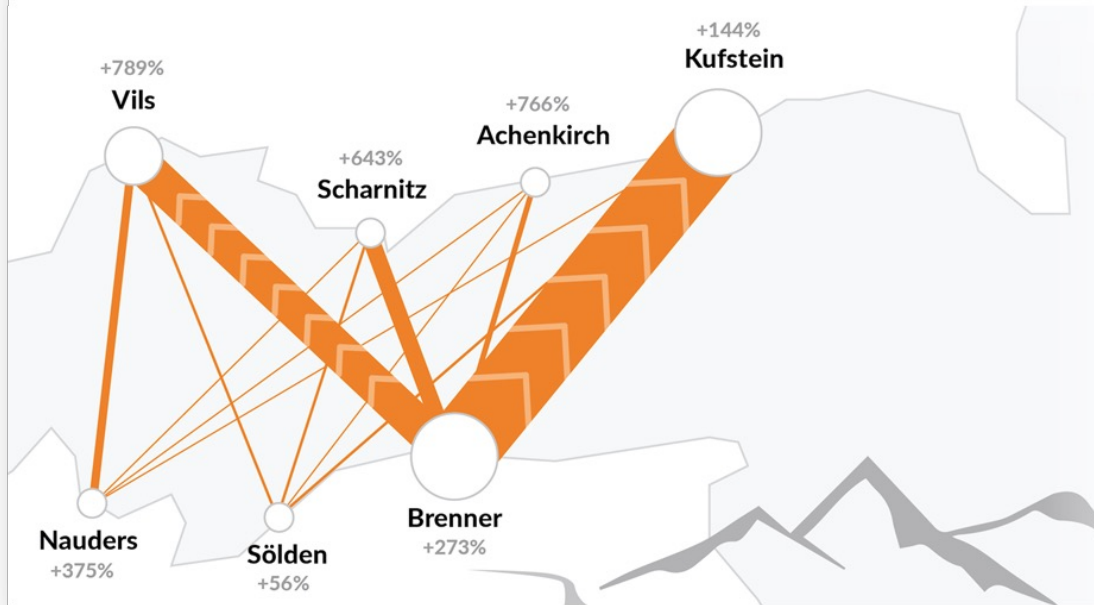 +144%
Kufstein
+789%
Vils
+766%
Achenkirch
+643%
Scharnitz
Nauders
+375%
Sölden
+56%
Brenner
+273%